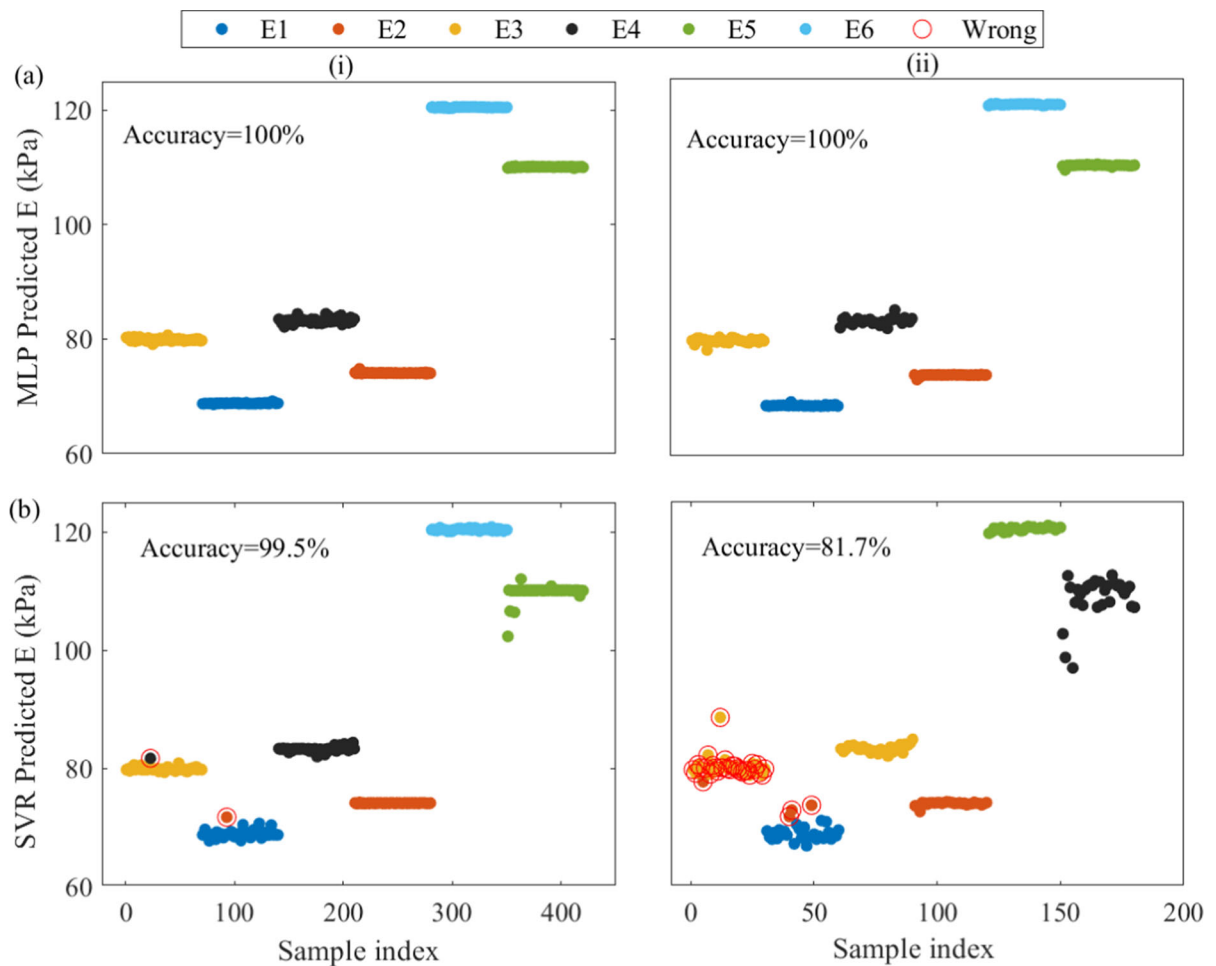 E1 E2 E3 E4 E5 E6 Wrong
(i) (ii)
(a)
MLP Predicted E (kPa)
120
100
80
60
Accuracy=100%
Accuracy=100%
(b)
SVR Predicted E (kPa)
120
100
80
60
Accuracy=99.5%
Accuracy=81.7%
0 100 200 300 400
0 50 100 150 200
Sample index
Sample index